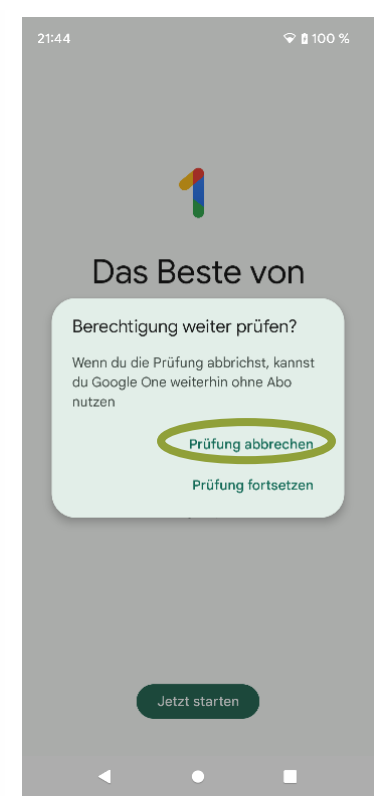 21:44 100 %
Das Beste von
Berechtigung weiter prüfen?
Wenn du die Prüfung abbrichst, kannst
du Google One weiterhin ohne Abo
nutzen
Prüfung abbrechen
Prüfung fortsetzen
Jetzt starten